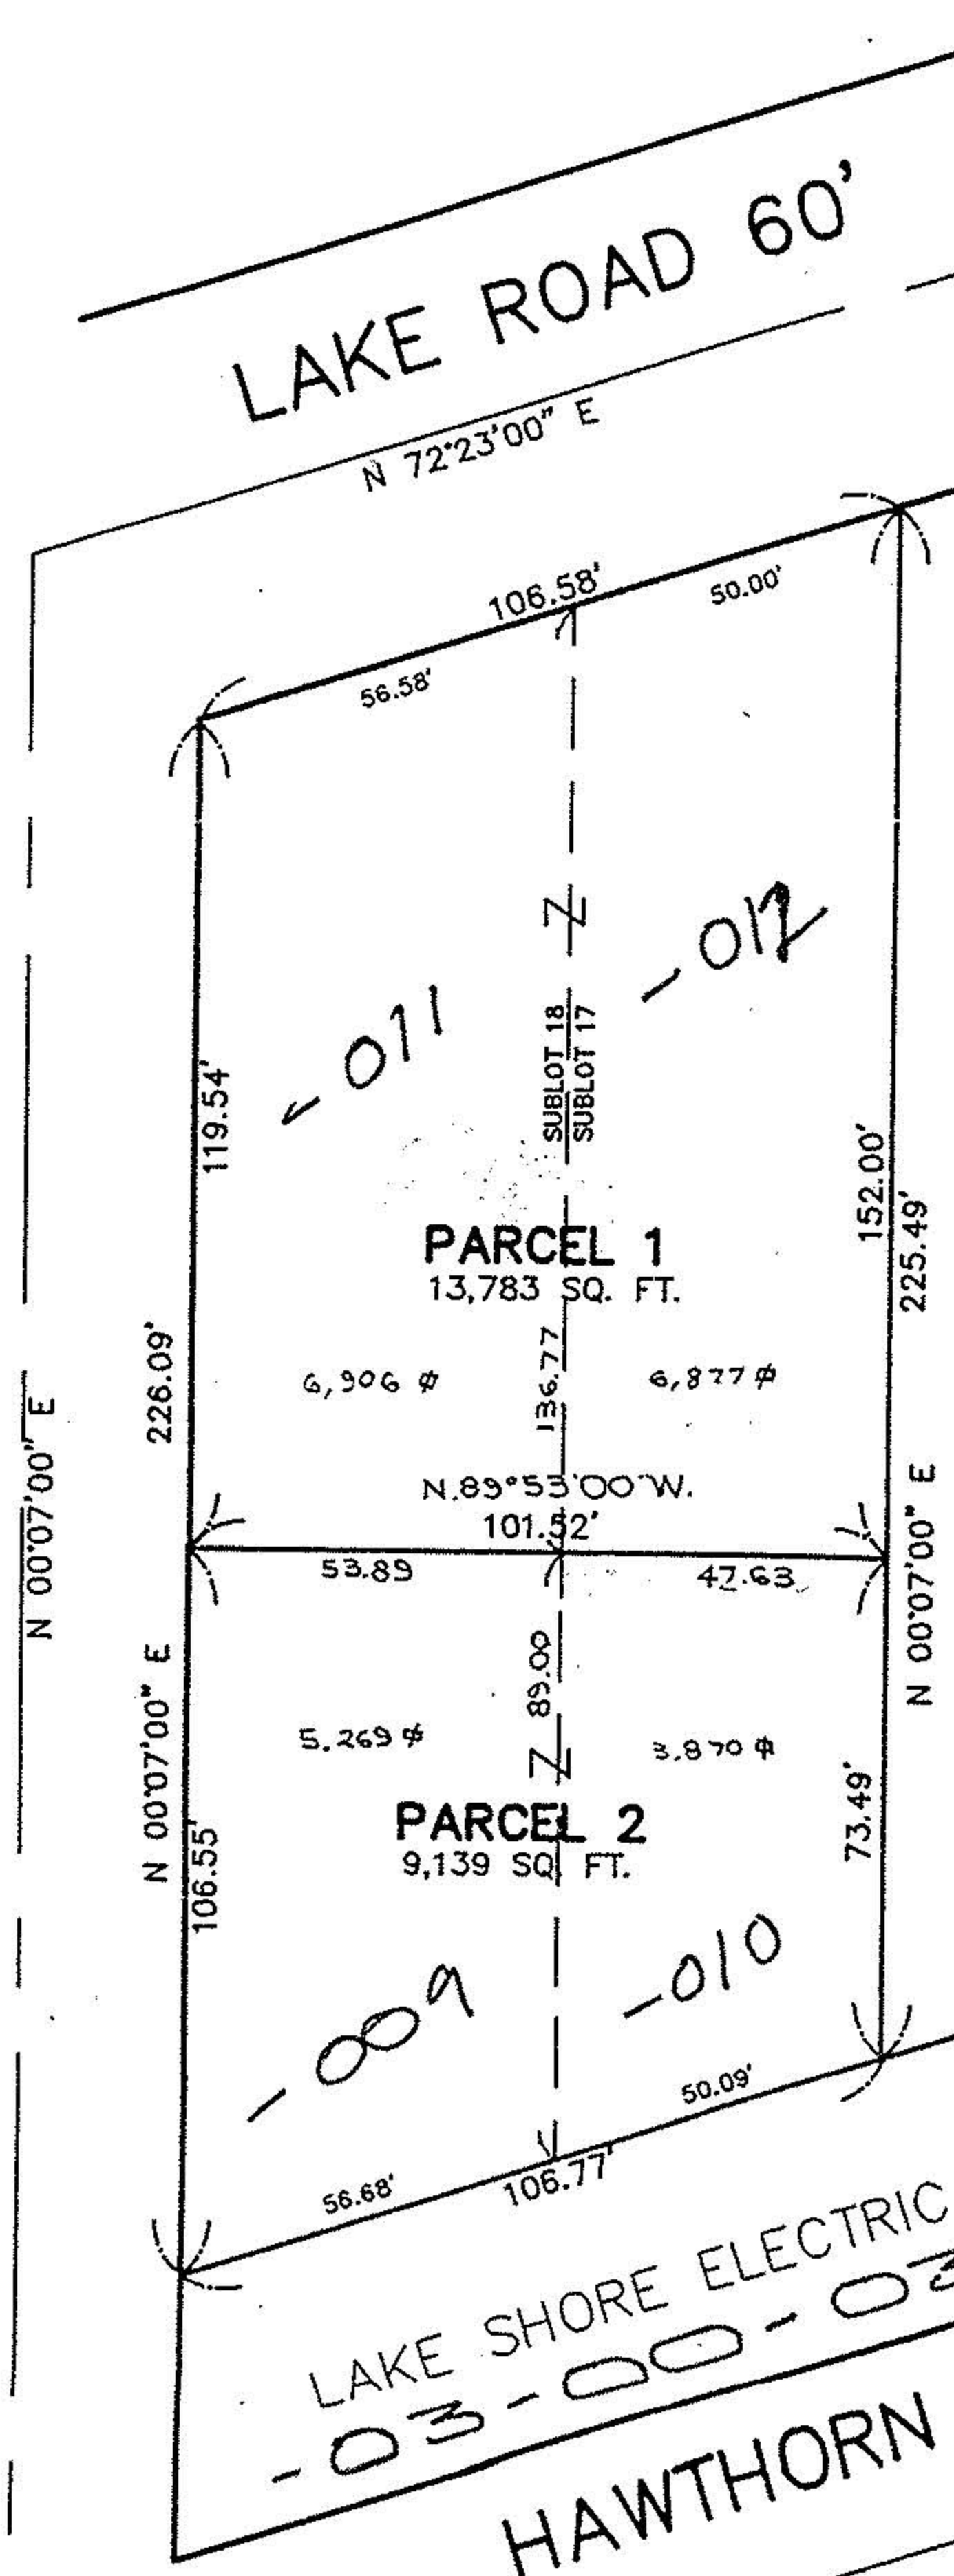 LAKE ROAD 60'
N 72°23'00" E
106.58'
50.00'
56.58'
-012
-011
SUBLOT 18
SUBLOT 17
119.54'
152.00'
225.49'
PARCEL 1
13,783 SQ. FT.
226.09'
136.77
6,906 ⌀
6,877 ⌀
N 00°07'00" E
N.89°53'00"W.
101.52'
53.89
47.63
N 00°07'00" E
89.00
N 00°07'00" E
5.269 ⌀
3.870 ⌀
73.49'
PARCEL 2
9,139 SQ. FT.
106.55'
-009
-010
50.09'
56.68'
106.77'
LAKE SHORE ELECTRIC
-03-00-03
HAWTHORN